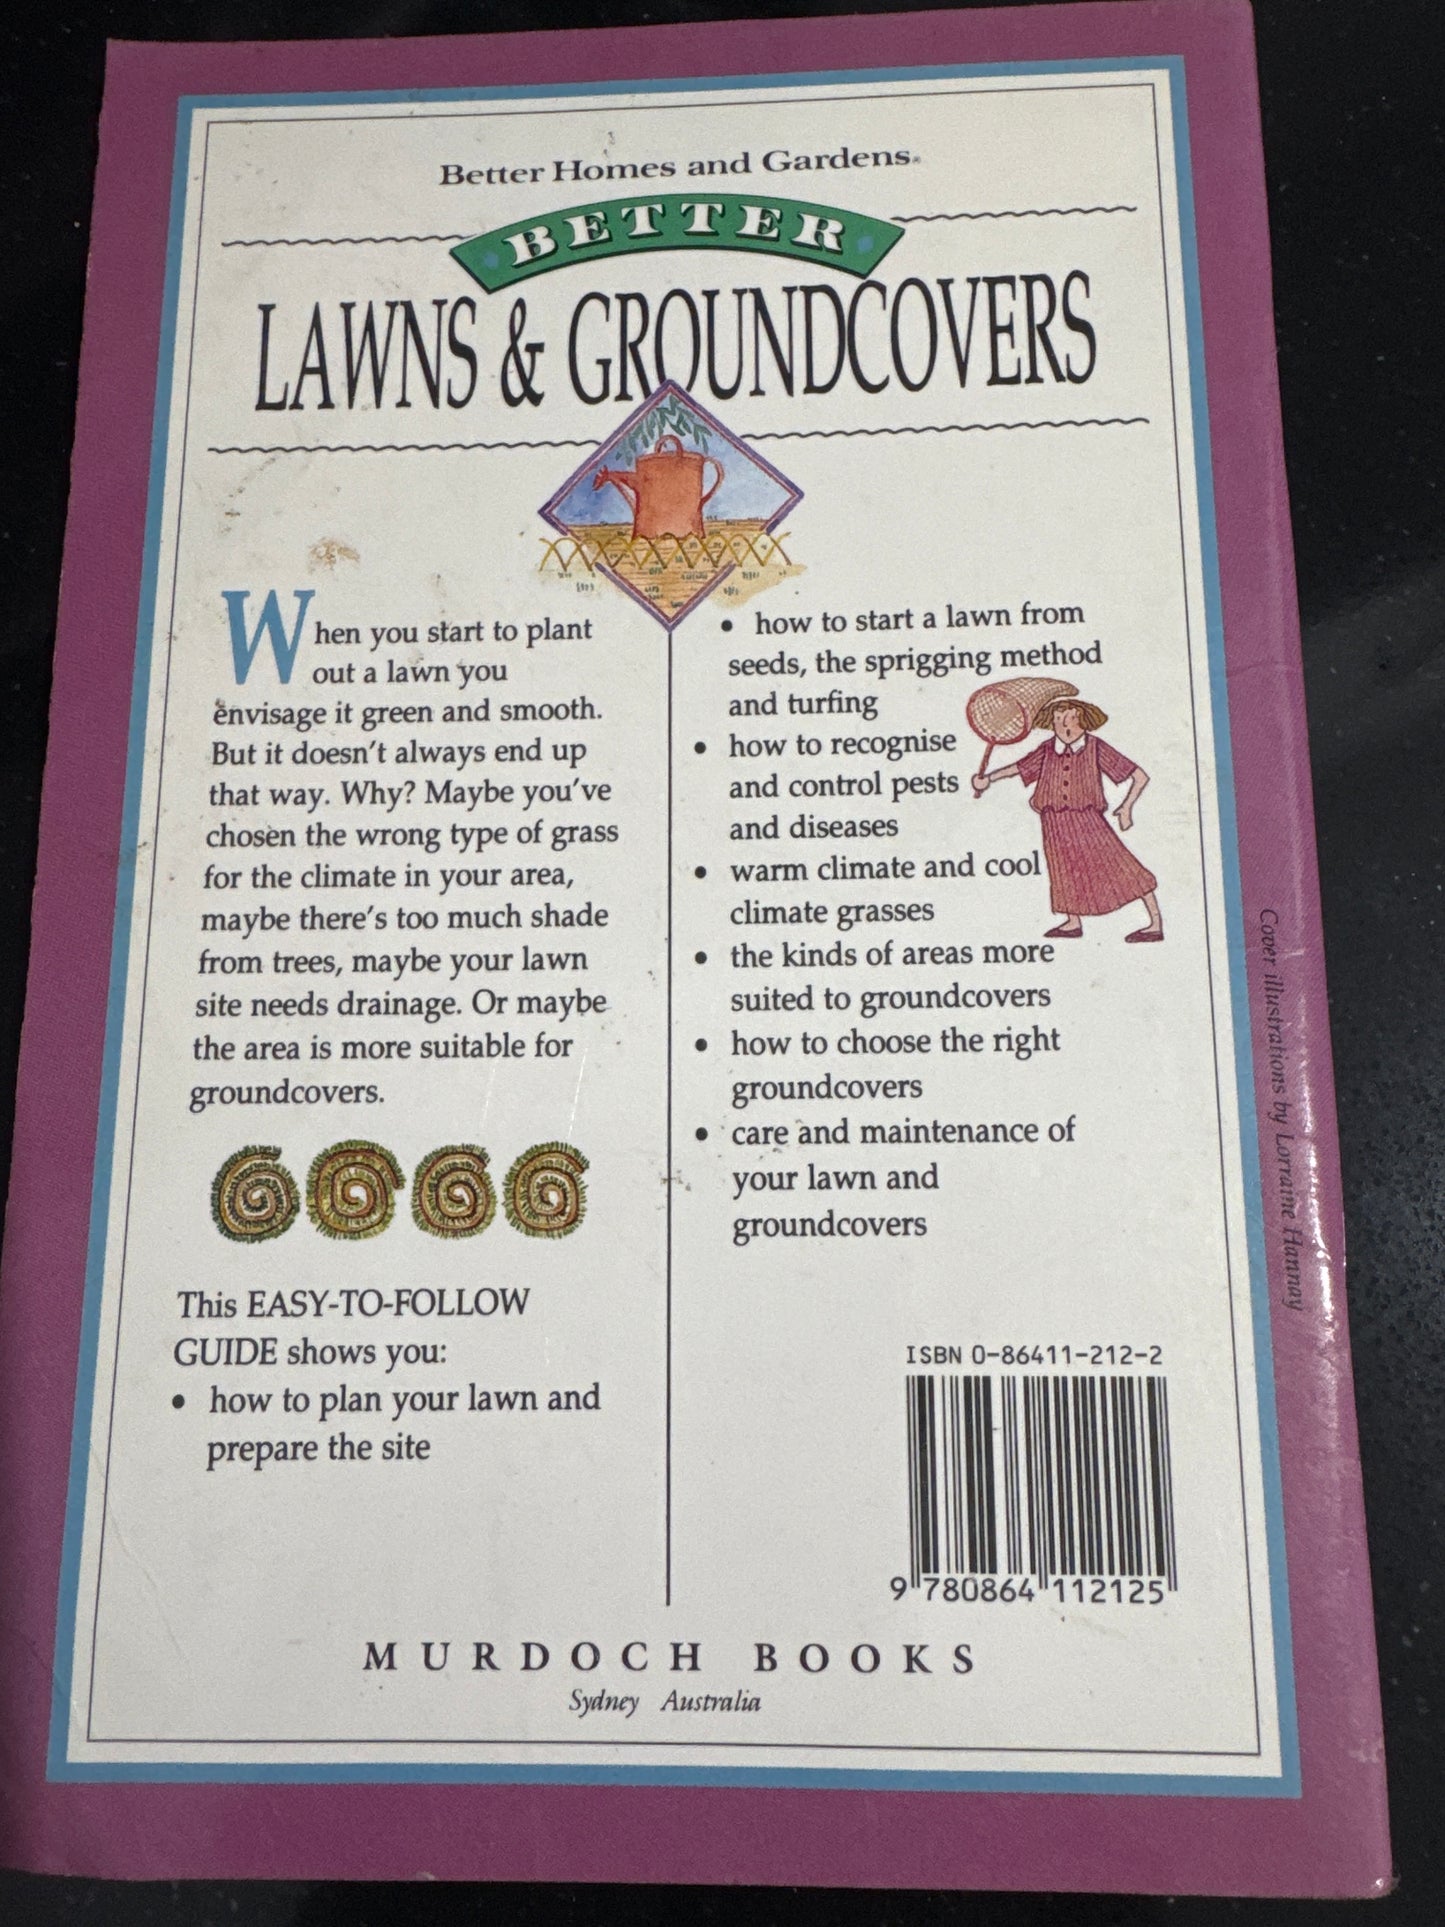 Better Homes and Gardens®
BETTER
LAWNS & GROUNDCOVERS
When you start to plant
out a lawn you
envisage it green and smooth.
But it doesn't always end up
that way. Why? Maybe you've
chosen the wrong type of grass
for the climate in your area,
maybe there's too much shade
from trees, maybe your lawn
site needs drainage. Or maybe
the area is more suitable for
groundcovers.
This EASY-TO-FOLLOW
GUIDE shows you:
• how to plan your lawn and
prepare the site
• how to start a lawn from
seeds, the sprigging method
and turfing
• how to recognise
and control pests
and diseases
• warm climate and cool
climate grasses
• the kinds of areas more
suited to groundcovers
• how to choose the right
groundcovers
• care and maintenance of
your lawn and
groundcovers
Cover illustrations by Lorraine Hannay
ISBN 0-86411-212-2
9 780864 112125
MURDOCH BOOKS
Sydney Australia